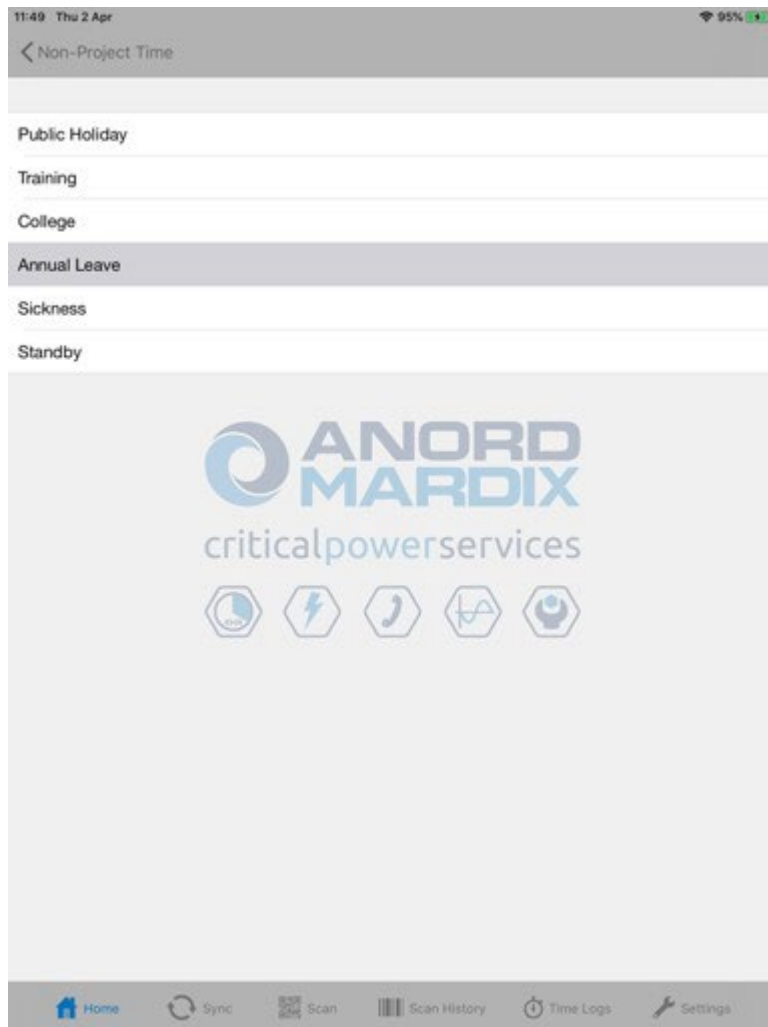 11:49 Thu 2 Apr 95%
Non-Project Time
Public Holiday
Training
College
Annual Leave
Sickness
Standby
ANORD
MARDIX
criticalpowerservices
Home Sync Scan Scan History Time Logs Settings